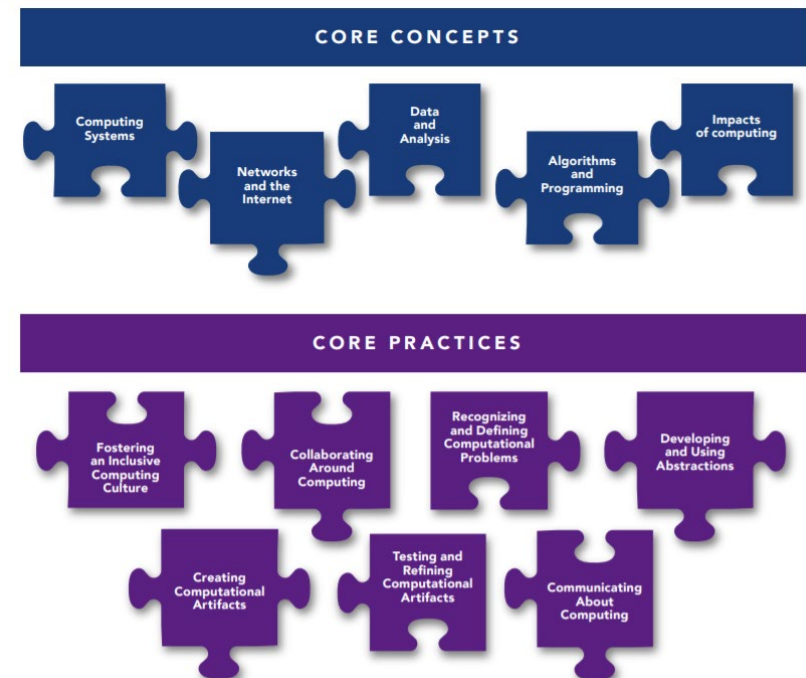 CORE CONCEPTS
Computing
Systems
Networks
and the
Internet
Data
and
Analysis
Algorithms
and
Programming
Impacts
of computing
CORE PRACTICES
Fostering
an Inclusive
Computing
Culture
Collaborating
Around
Computing
Recognizing
and Defining
Computational
Problems
Developing
and Using
Abstractions
Creating
Computational
Artifacts
Testing and
Refining
Computational
Artifacts
Communicating
About
Computing